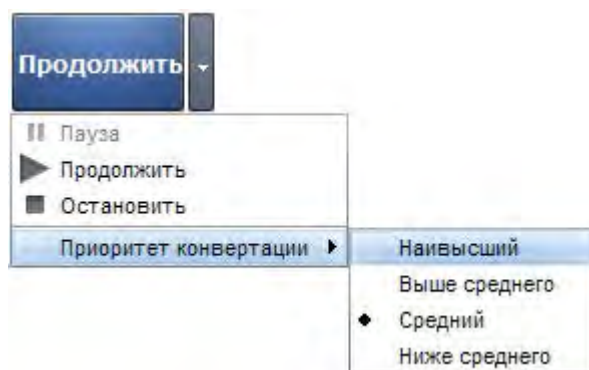 Продолжить
Пауза
Продолжить
Остановить
Приоритет конвертации
Наивысший
Выше среднего
Средний
Ниже среднего